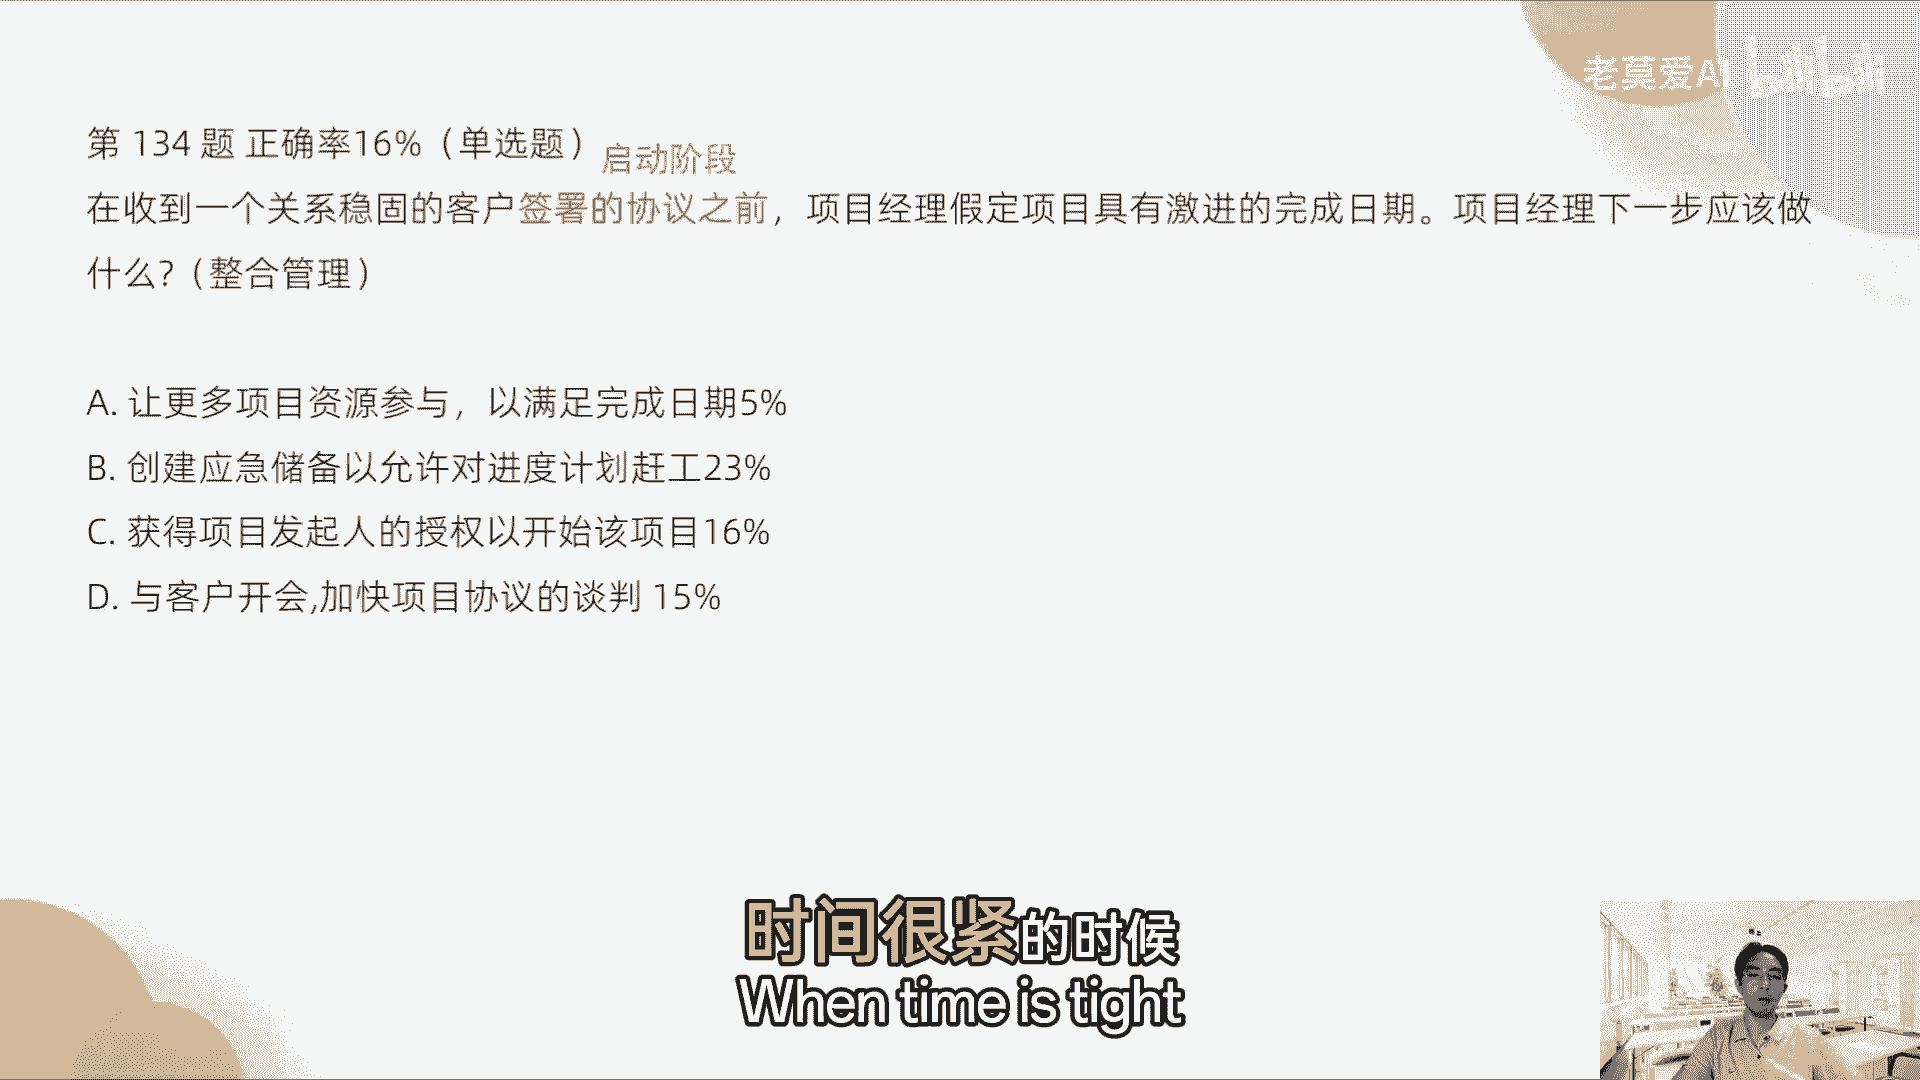 老莫爱AI bilibili
第 134 题 正确率16%（单选题）
启动阶段
在收到一个关系稳固的客户签署的协议之前，项目经理假定项目具有激进的完成日期。项目经理下一步应该做
什么？（整合管理）
A. 让更多项目资源参与，以满足完成日期5%
B. 创建应急储备以允许对进度计划赶工23%
C. 获得项目发起人的授权以开始该项目16%
D. 与客户开会,加快项目协议的谈判 15%
时间很紧的时候
When time is tight